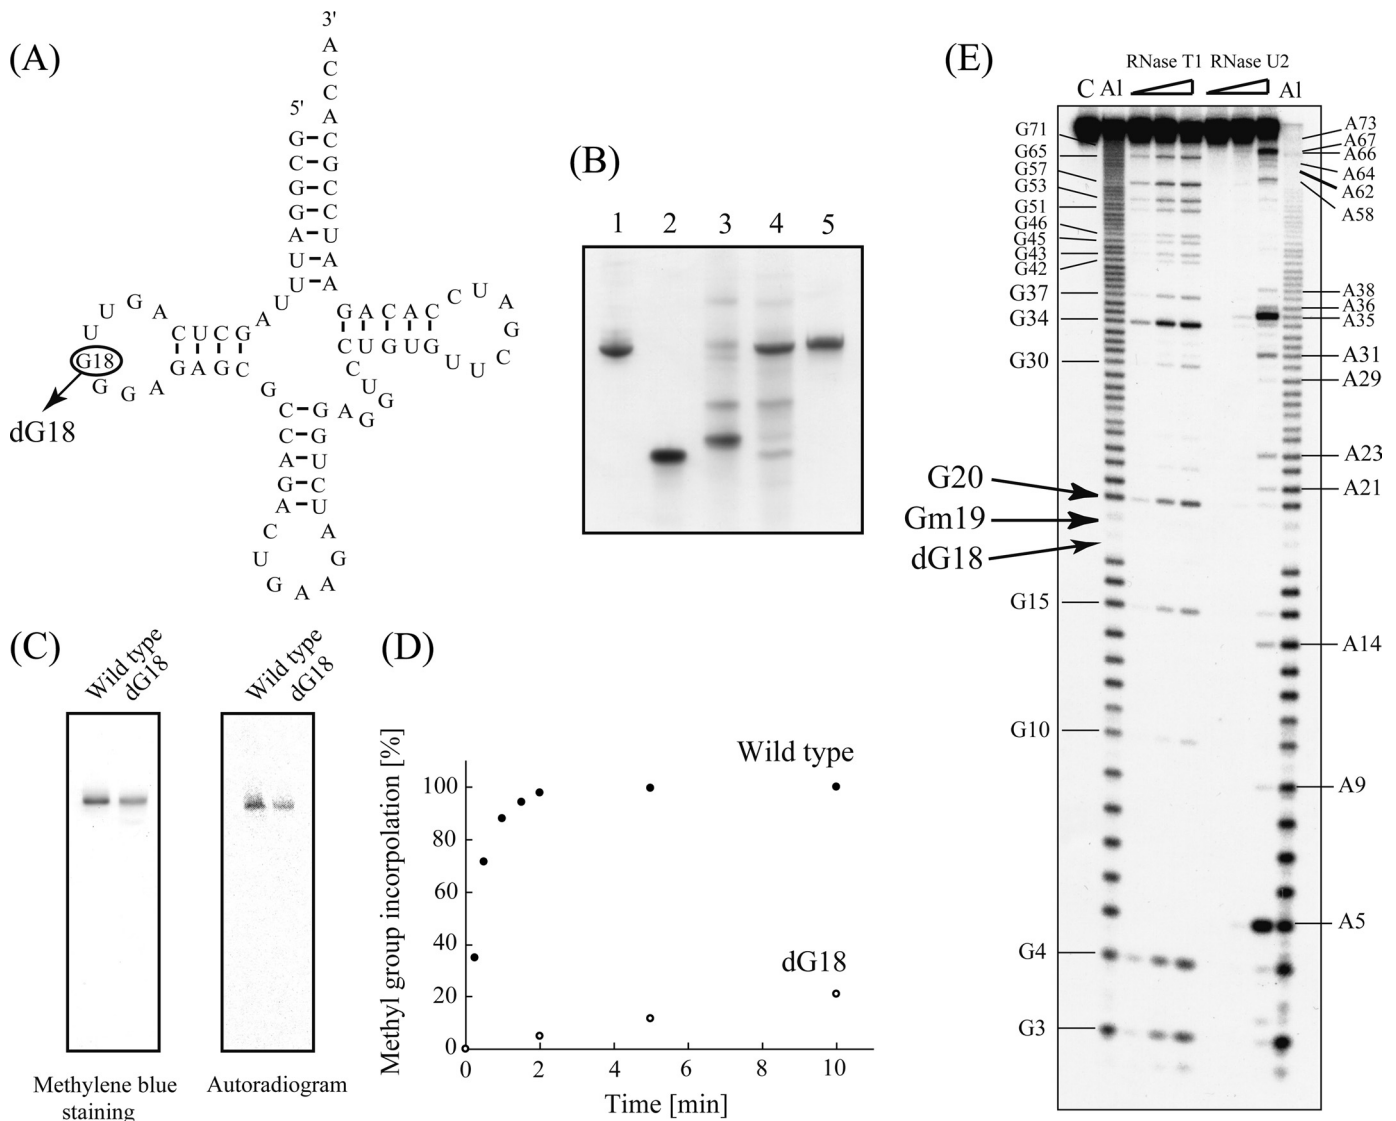 (A)
3'
A
C
C
5'
A
G C
C G
G C
G C
A U
U A
U A
U U G A C U C G A U
G A C A C C U A G C
G18
G G A G A G C
C U G U G U U U
dG18
G C U G
C G A G
C G
A U
G C
A U
C A
U G
G A A A
(B)
1 2 3 4 5
(C)
Wild type
dG18
Wild type
dG18
Methylene blue
staining
Autoradiogram
(D)
Methyl group incorpolation [%]
100
80
60
40
20
0
0 2 4 6 8 10
Time [min]
Wild type
dG18
(E)
RNase T1 RNase U2
C Al Al
G71
G65
G57
G53
G51
G46
G45
G43
G42
G37
G34
G30
G20
Gm19
dG18
G15
G10
G4
G3
A73
A67
A66
A64
A62
A58
A38
A36
A35
A31
A29
A23
A21
A14
A9
A5